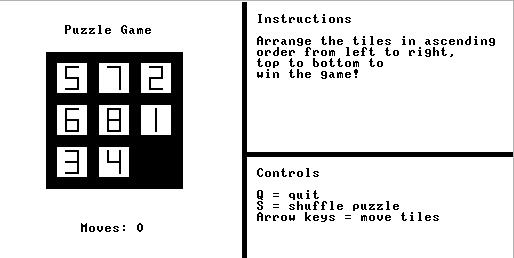 Puzzle Game
5 7 2
6 8 1
3 4
Moves: 0
Instructions
Arrange the tiles in ascending
order from left to right,
top to bottom to
win the game!
Controls
Q = quit
S = shuffle puzzle
Arrow keys = move tiles